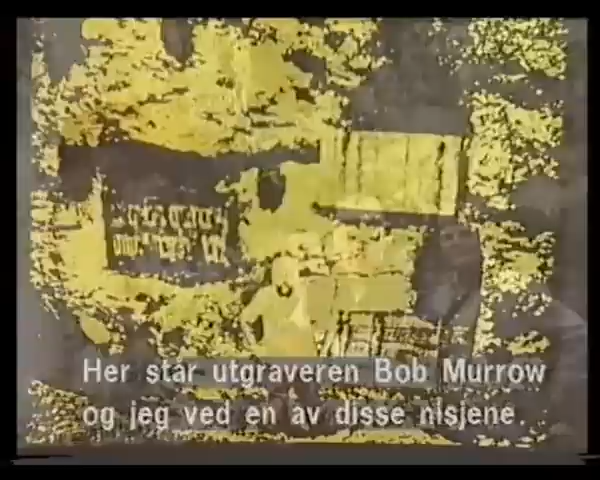 Her står utgraveren Bob Murrow
og jeg ved en av disse nisjene.